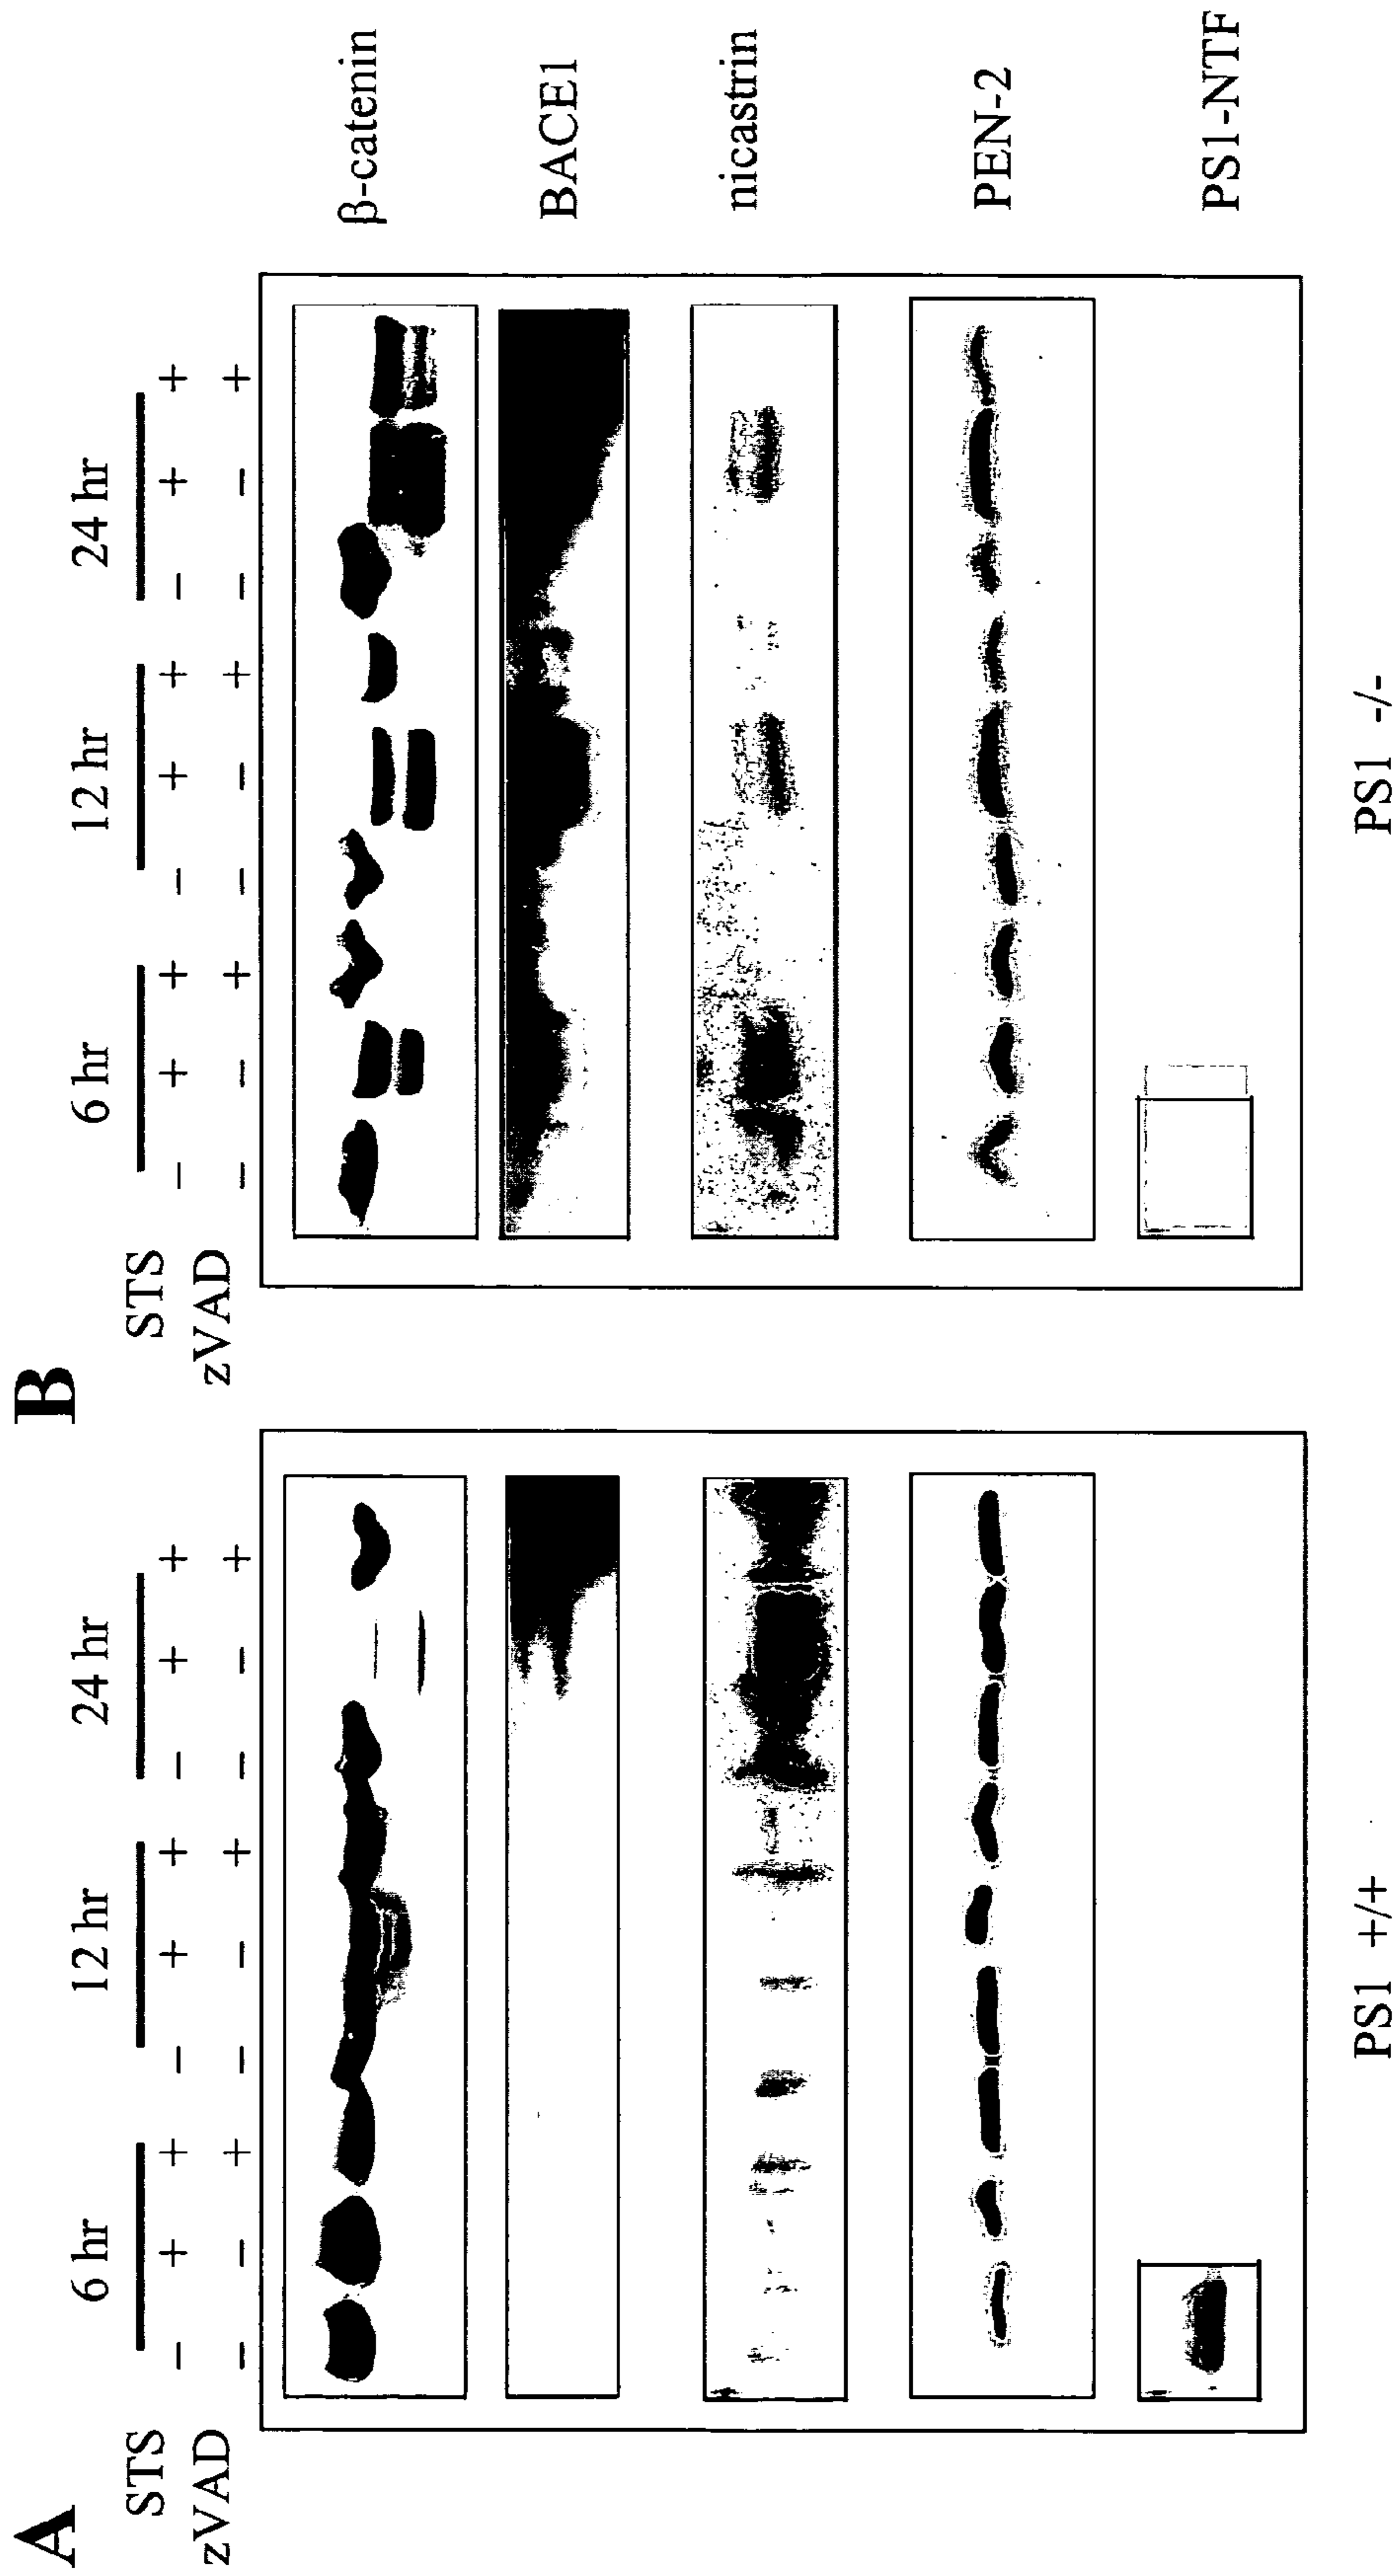 A
6 hr 12 hr 24 hr
STS − + + − + + − + +
zVAD − − + − − + − − +
PS1 +/+
B
6 hr 12 hr 24 hr
STS − + + − + + − + +
zVAD − − + − − + − − +
β-catenin
BACE1
nicastrin
PEN-2
PS1-NTF
PS1 -/-